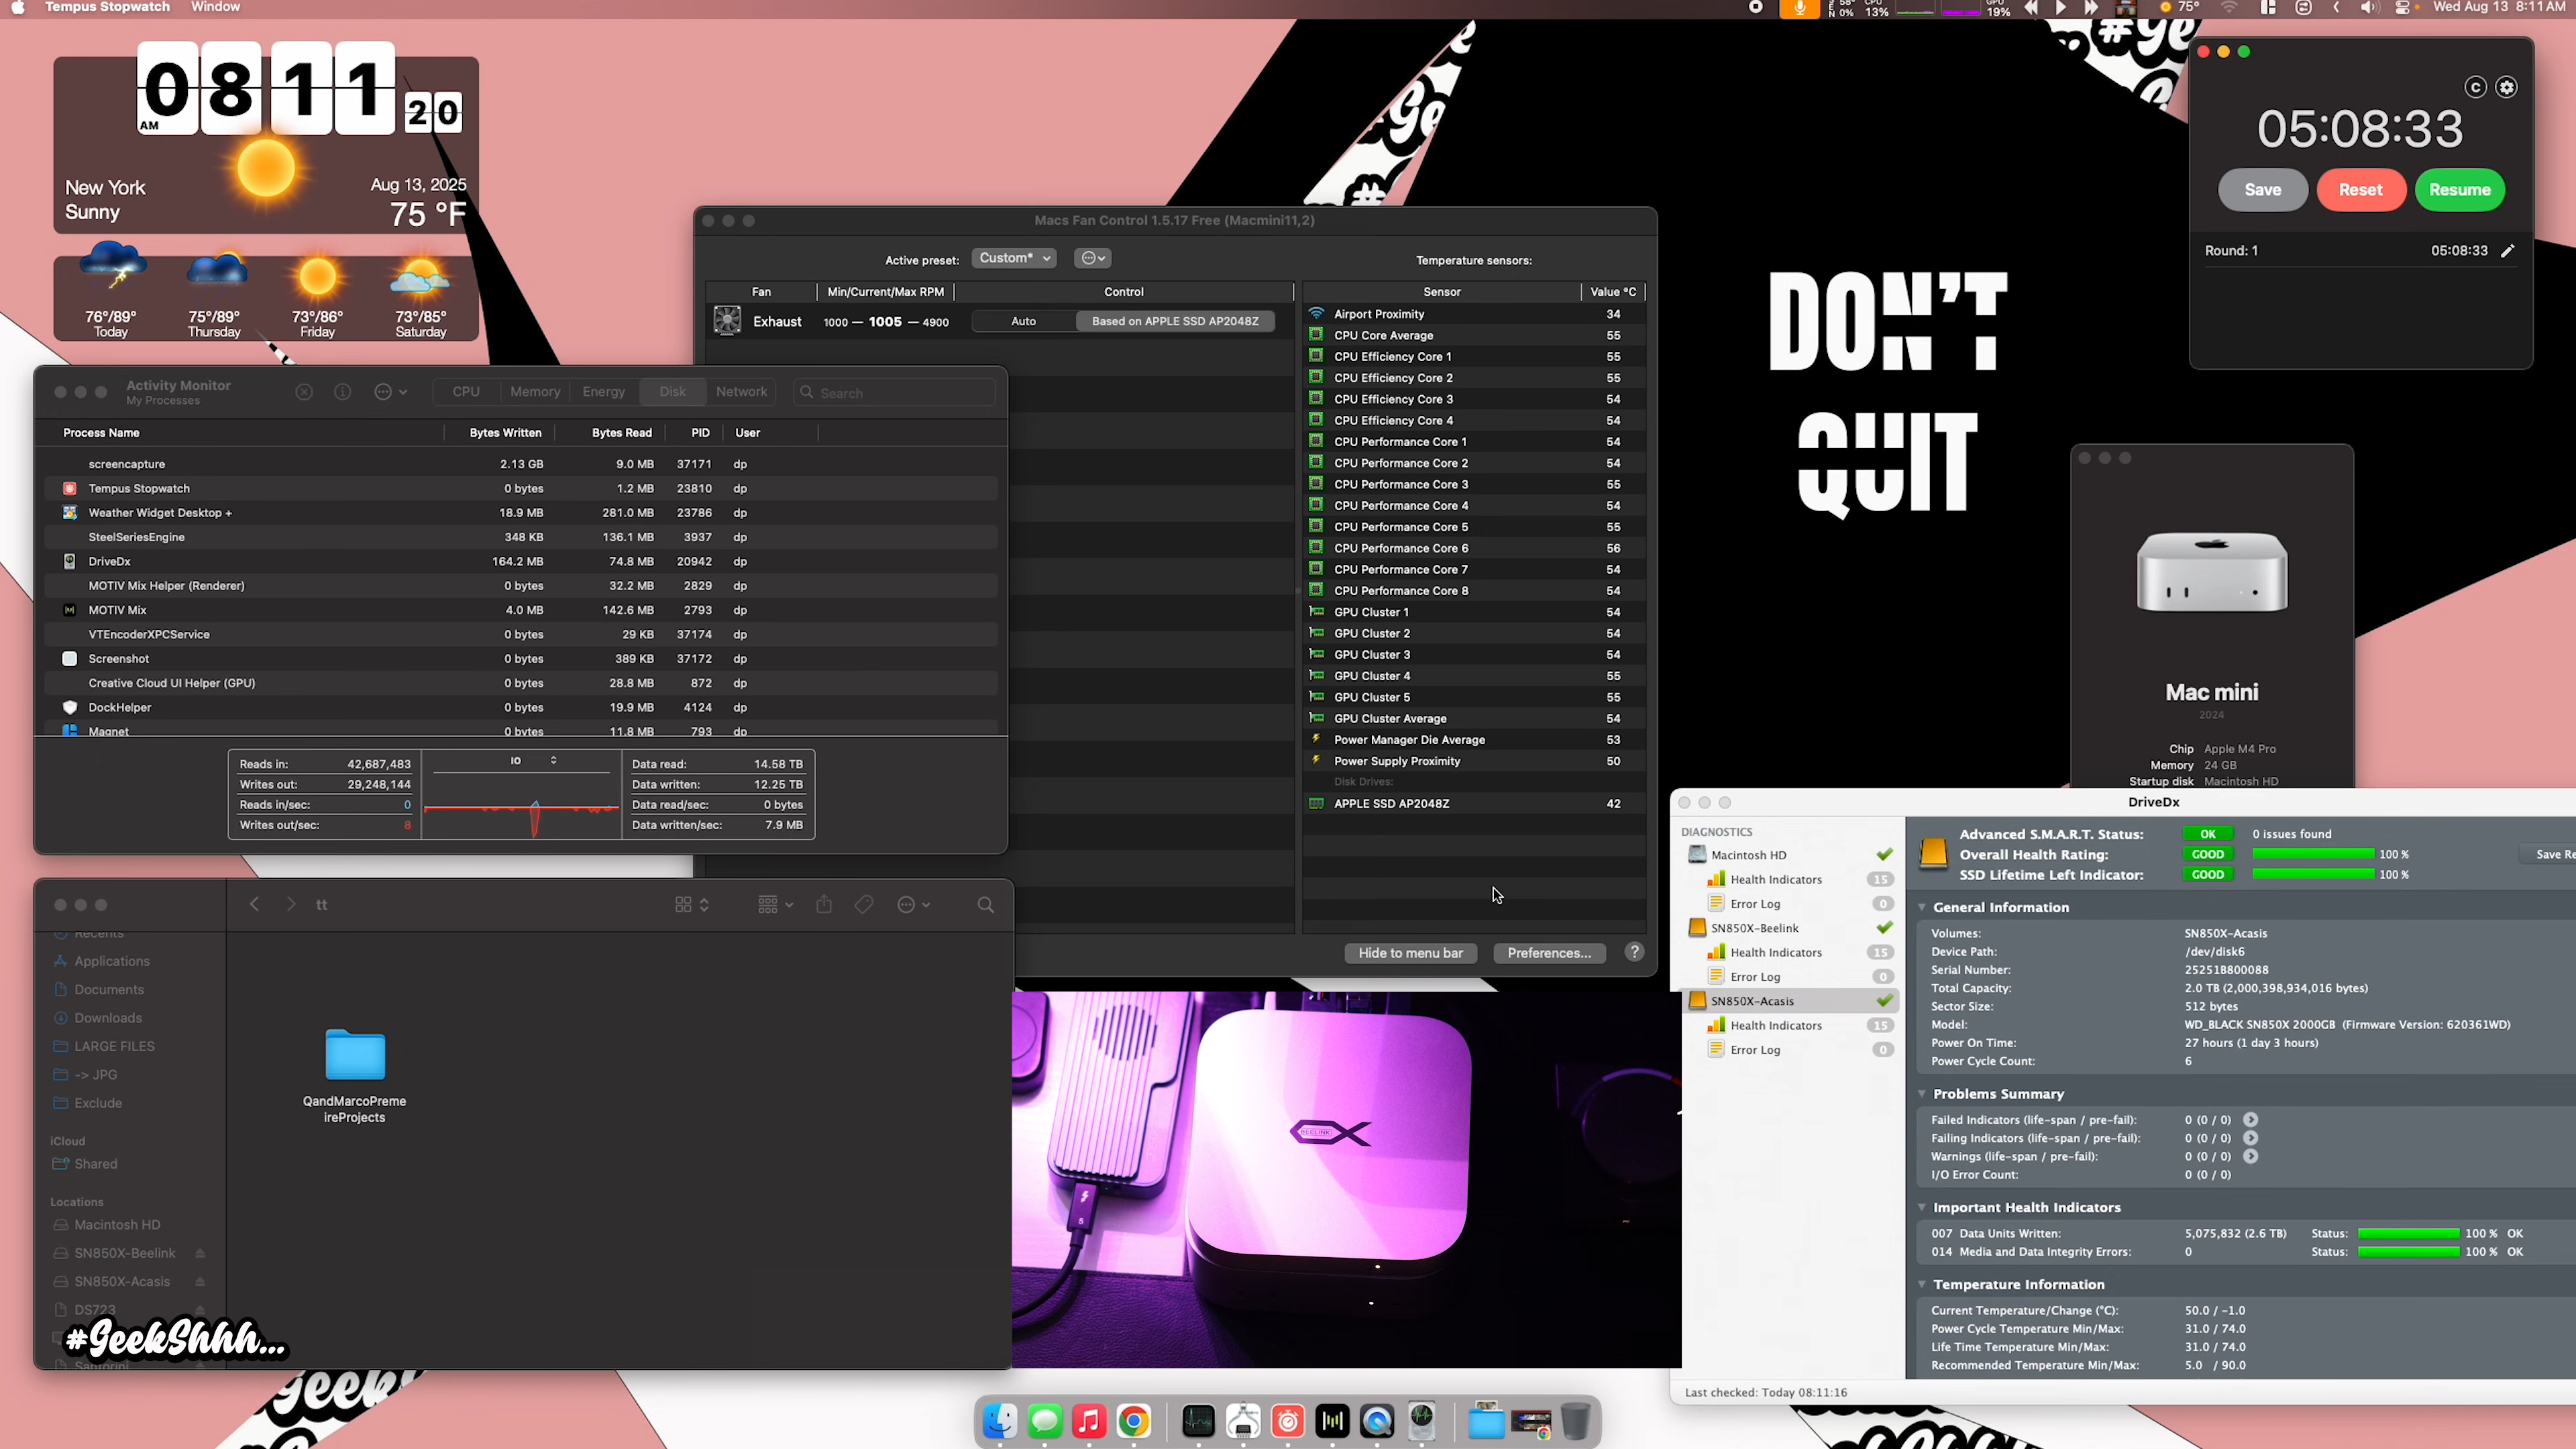 Tempus Stopwatch Window
58° CPU GPU
0% 13% 19% 75° Wed Aug 13 8:11 AM
08 11 20
AM
New York
Sunny
Aug 13, 2025
75 °F
76°/89° 75°/89° 73°/86° 73°/85°
Today Thursday Friday Saturday
05:08:33
Save Reset Resume
Round: 1 05:08:33
DON'T
QUIT
Macs Fan Control 1.5.17 Free (Macmini11,2)
Active preset: Custom*
Temperature sensors:
Fan Min/Current/Max RPM Control
Exhaust 1000 — 1005 — 4900 Auto Based on APPLE SSD AP2048Z
Sensor Value °C
Airport Proximity 34
CPU Core Average 55
CPU Efficiency Core 1 55
CPU Efficiency Core 2 55
CPU Efficiency Core 3 54
CPU Efficiency Core 4 54
CPU Performance Core 1 54
CPU Performance Core 2 54
CPU Performance Core 3 55
CPU Performance Core 4 54
CPU Performance Core 5 55
CPU Performance Core 6 56
CPU Performance Core 7 54
CPU Performance Core 8 54
GPU Cluster 1 54
GPU Cluster 2 54
GPU Cluster 3 54
GPU Cluster 4 55
GPU Cluster 5 55
GPU Cluster Average 54
Power Manager Die Average 53
Power Supply Proximity 50
Disk Drives:
APPLE SSD AP2048Z 42
Hide to menu bar Preferences... ?
Activity Monitor
My Processes
CPU Memory Energy Disk Network Search
Process Name Bytes Written Bytes Read PID User
screencapture 2.13 GB 9.0 MB 37171 dp
Tempus Stopwatch 0 bytes 1.2 MB 23810 dp
Weather Widget Desktop + 18.9 MB 281.0 MB 23786 dp
SteelSeriesEngine 348 KB 136.1 MB 3937 dp
DriveDx 164.2 MB 74.8 MB 20942 dp
MOTIV Mix Helper (Renderer) 0 bytes 32.2 MB 2829 dp
MOTIV Mix 4.0 MB 142.6 MB 2793 dp
VTEncoderXPCService 0 bytes 29 KB 37174 dp
Screenshot 0 bytes 389 KB 37172 dp
Creative Cloud UI Helper (GPU) 0 bytes 28.8 MB 872 dp
DockHelper 0 bytes 19.9 MB 4124 dp
Magnet 0 bytes 11.8 MB 793 dp
Reads in: 42,687,483
Writes out: 29,248,144
Reads in/sec: 0
Writes out/sec: 8
IO
Data read: 14.58 TB
Data written: 12.25 TB
Data read/sec: 0 bytes
Data written/sec: 7.9 MB
tt
Recents
Applications
Documents
Downloads
LARGE FILES
-> JPG
Exclude
iCloud
Shared
Locations
Macintosh HD
SN850X-Beelink
SN850X-Acasis
DS723
Santorini
QandMarcoPreme
ireProjects
#GeekShhh...
BEELINK
5
Mac mini
2024
Chip Apple M4 Pro
Memory 24 GB
Startup disk Macintosh HD
DriveDx
DIAGNOSTICS
Macintosh HD
Health Indicators 15
Error Log 0
SN850X-Beelink
Health Indicators 15
Error Log 0
SN850X-Acasis
Health Indicators 15
Error Log 0
Advanced S.M.A.R.T. Status: OK 0 issues found
Overall Health Rating: GOOD 100 %
SSD Lifetime Left Indicator: GOOD 100 %
Save Re
General Information
Volumes: SN850X-Acasis
Device Path: /dev/disk6
Serial Number: 25251B800088
Total Capacity: 2.0 TB (2,000,398,934,016 bytes)
Sector Size: 512 bytes
Model: WD_BLACK SN850X 2000GB (Firmware Version: 620361WD)
Power On Time: 27 hours (1 day 3 hours)
Power Cycle Count: 6
Problems Summary
Failed Indicators (life-span / pre-fail): 0 (0 / 0)
Failing Indicators (life-span / pre-fail): 0 (0 / 0)
Warnings (life-span / pre-fail): 0 (0 / 0)
I/O Error Count: 0 (0 / 0)
Important Health Indicators
007 Data Units Written: 5,075,832 (2.6 TB) Status: 100 % OK
014 Media and Data Integrity Errors: 0 Status: 100 % OK
Temperature Information
Current Temperature/Change (°C): 50.0 / -1.0
Power Cycle Temperature Min/Max: 31.0 / 74.0
Life Time Temperature Min/Max: 31.0 / 74.0
Recommended Temperature Min/Max: 5.0 / 90.0
Last checked: Today 08:11:16